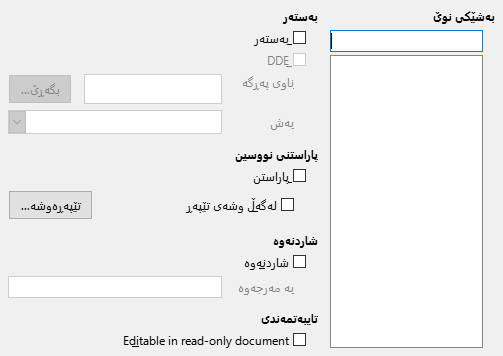 بەشێکی نوێ
بەستەر
بەستەر
DDE
ناوی پەڕگە
بگەڕێ...
بەش
پاراستنی نووسین
پاراستن
لەگەڵ وشەی تێپەڕ
تێپەڕەوشە...
شاردنەوە
شاردنەوە
بە مەرجەوە
تایبەتمەندی
Editable in read-only document